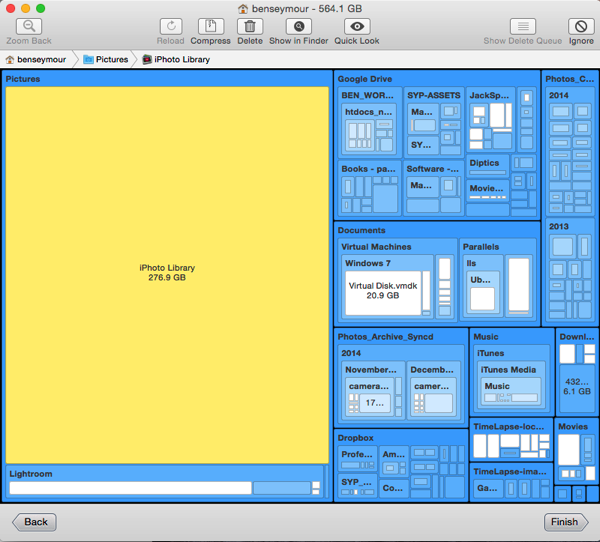 benseymour - 564.1 GB
Zoom Back
Reload
Compress
Delete
Show in Finder
Quick Look
Show Delete Queue
Ignore
benseymour
Pictures
iPhoto Library
Pictures
iPhoto Library
276.9 GB
Lightroom
Google Drive
BEN_WOR...
htdocs_n...
SYP-ASSETS
Ma...
SY...
JackSp...
Books - pa...
Software -...
Ma...
Diptics
Movie...
Photos_C...
2014
2013
Documents
Virtual Machines
Windows 7
Virtual Disk.vmdk
20.9 GB
Parallels
lls
Ub...
Photos_Archive_Syncd
2014
November...
camera...
17...
Decemb...
camer...
Music
iTunes
iTunes Media
Music
Downl...
432...
6.1 GB
Dropbox
Profe...
Am...
SYP_...
Co...
TimeLapse-loc...
TimeLapse-ima...
Ga...
Movies
Back
Finish